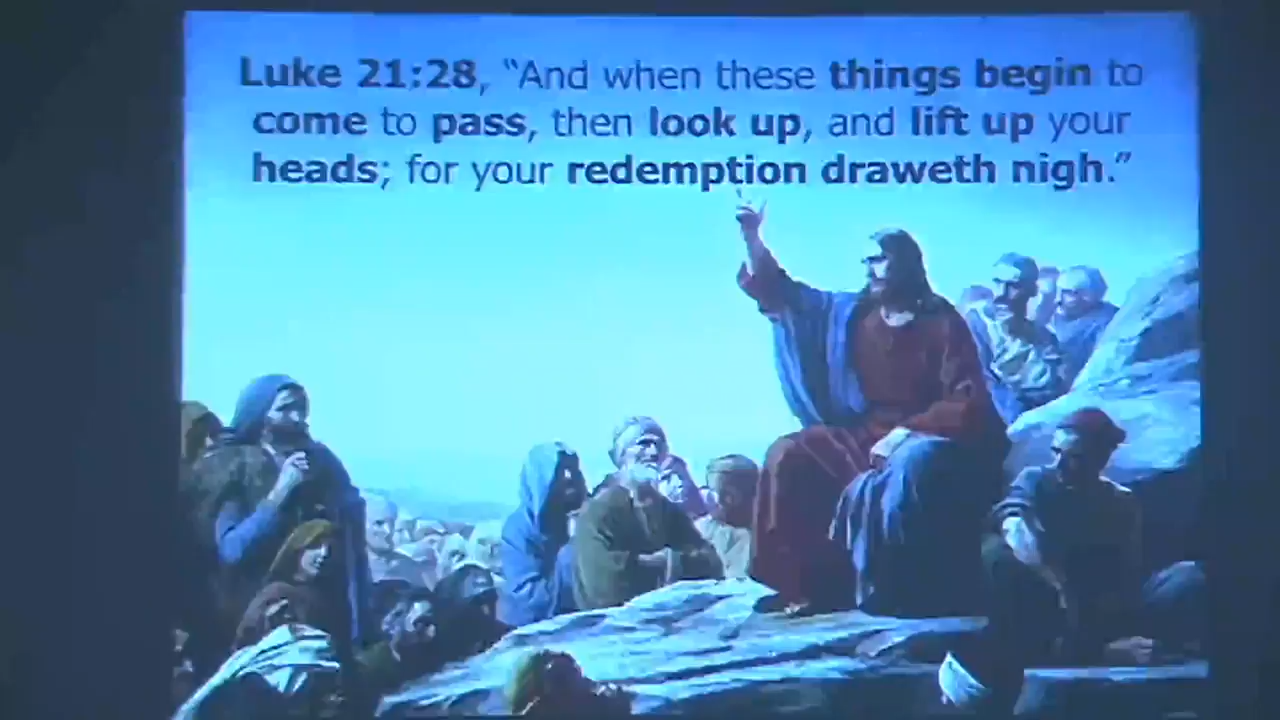 Luke 21:28, “And when these things begin to
come to pass, then look up, and lift up your
heads; for your redemption draweth nigh.”